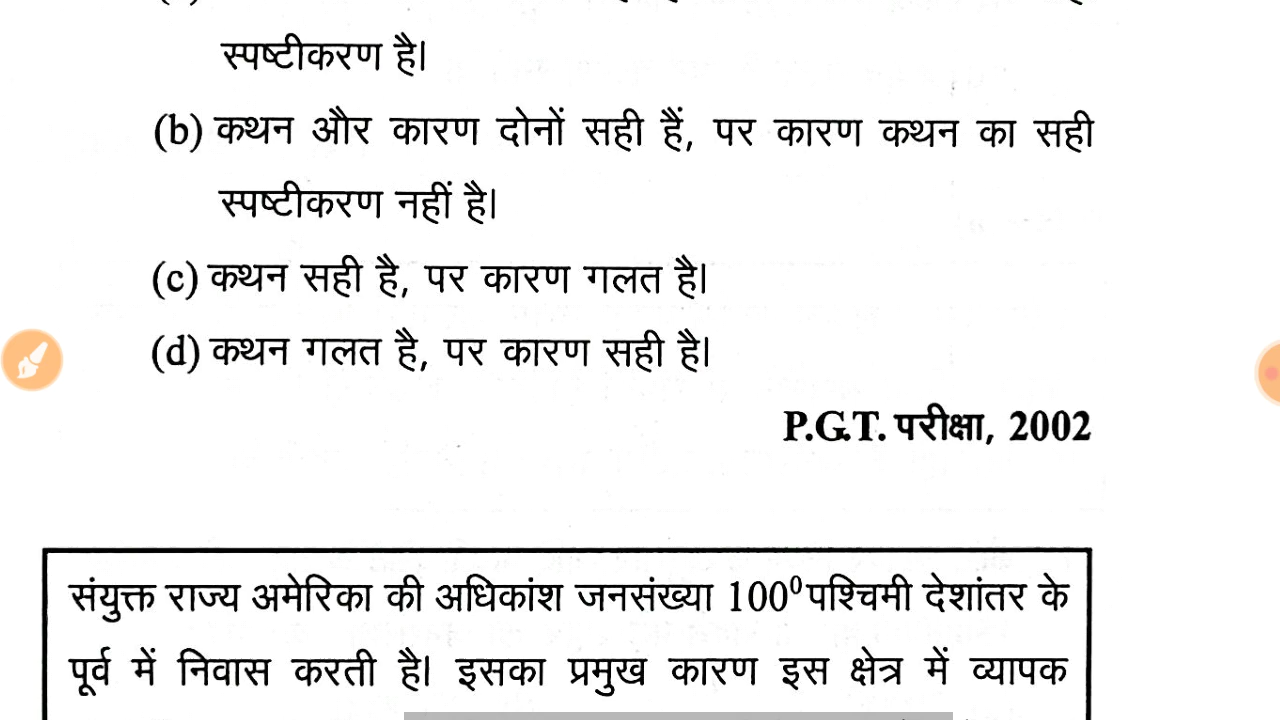 स्पष्टीकरण है।
(b) कथन और कारण दोनों सही हैं, पर कारण कथन का सही
स्पष्टीकरण नहीं है।
(c) कथन सही है, पर कारण गलत है।
(d) कथन गलत है, पर कारण सही है।
P.G.T. परीक्षा, 2002
संयुक्त राज्य अमेरिका की अधिकांश जनसंख्या 100⁰ पश्चिमी देशांतर के
पूर्व में निवास करती है। इसका प्रमुख कारण इस क्षेत्र में व्यापक